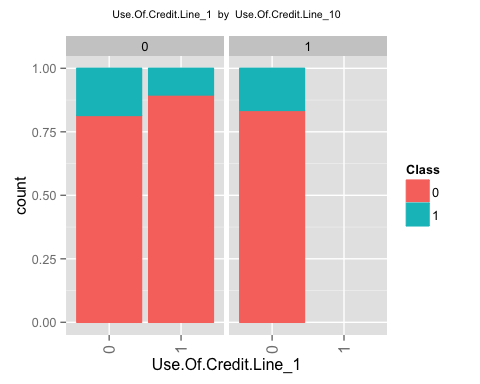 Use.Of.Credit.Line_1 by Use.Of.Credit.Line_10
0 1
1.00
0.75
0.50
0.25
0.00
count
0 1 0 1
Use.Of.Credit.Line_1
Class
0
1